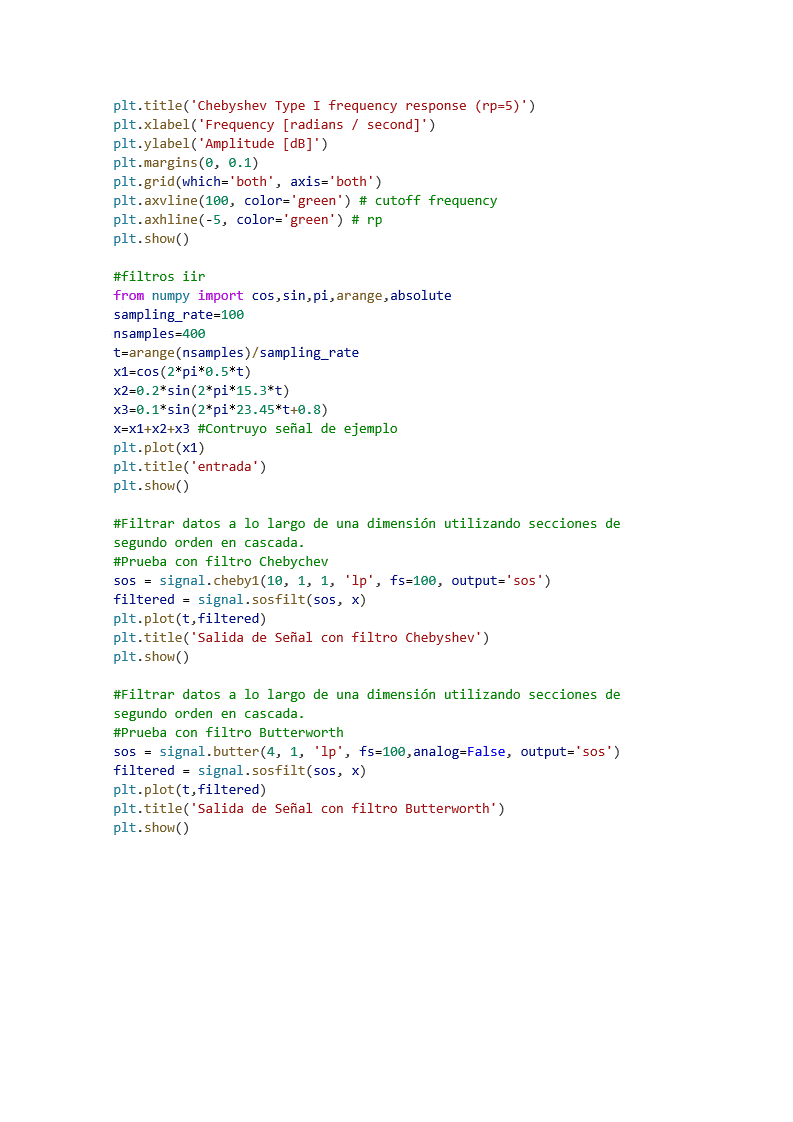 plt.title('Chebyshev Type I frequency response (rp=5)')
plt.xlabel('Frequency [radians / second]')
plt.ylabel('Amplitude [dB]')
plt.margins(0, 0.1)
plt.grid(which='both', axis='both')
plt.axvline(100, color='green') # cutoff frequency
plt.axhline(-5, color='green') # rp
plt.show()

#filtros iir
from numpy import cos,sin,pi,arange,absolute
sampling_rate=100
nsamples=400
t=arange(nsamples)/sampling_rate
x1=cos(2*pi*0.5*t)
x2=0.2*sin(2*pi*15.3*t)
x3=0.1*sin(2*pi*23.45*t+0.8)
x=x1+x2+x3 #Contruyo señal de ejemplo
plt.plot(x1)
plt.title('entrada')
plt.show()

#Filtrar datos a lo largo de una dimensión utilizando secciones de
segundo orden en cascada.
#Prueba con filtro Chebychev
sos = signal.cheby1(10, 1, 1, 'lp', fs=100, output='sos')
filtered = signal.sosfilt(sos, x)
plt.plot(t,filtered)
plt.title('Salida de Señal con filtro Chebyshev')
plt.show()

#Filtrar datos a lo largo de una dimensión utilizando secciones de
segundo orden en cascada.
#Prueba con filtro Butterworth
sos = signal.butter(4, 1, 'lp', fs=100,analog=False, output='sos')
filtered = signal.sosfilt(sos, x)
plt.plot(t,filtered)
plt.title('Salida de Señal con filtro Butterworth')
plt.show()